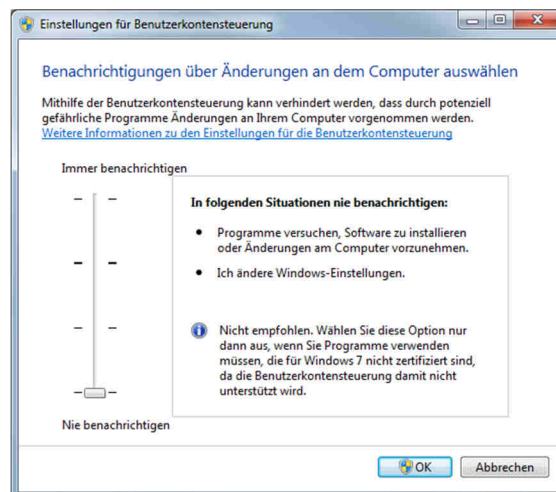 Einstellungen für Benutzerkontensteuerung
Benachrichtigungen über Änderungen an dem Computer auswählen
Mithilfe der Benutzerkontensteuerung kann verhindert werden, dass durch potenziell
gefährliche Programme Änderungen an Ihrem Computer vorgenommen werden.
Weitere Informationen zu den Einstellungen für die Benutzerkontensteuerung
Immer benachrichtigen
In folgenden Situationen nie benachrichtigen:
• Programme versuchen, Software zu installieren
oder Änderungen am Computer vorzunehmen.
• Ich ändere Windows-Einstellungen.
Nicht empfohlen. Wählen Sie diese Option nur
dann aus, wenn Sie Programme verwenden
müssen, die für Windows 7 nicht zertifiziert sind,
da die Benutzerkontensteuerung damit nicht
unterstützt wird.
Nie benachrichtigen
OK
Abbrechen